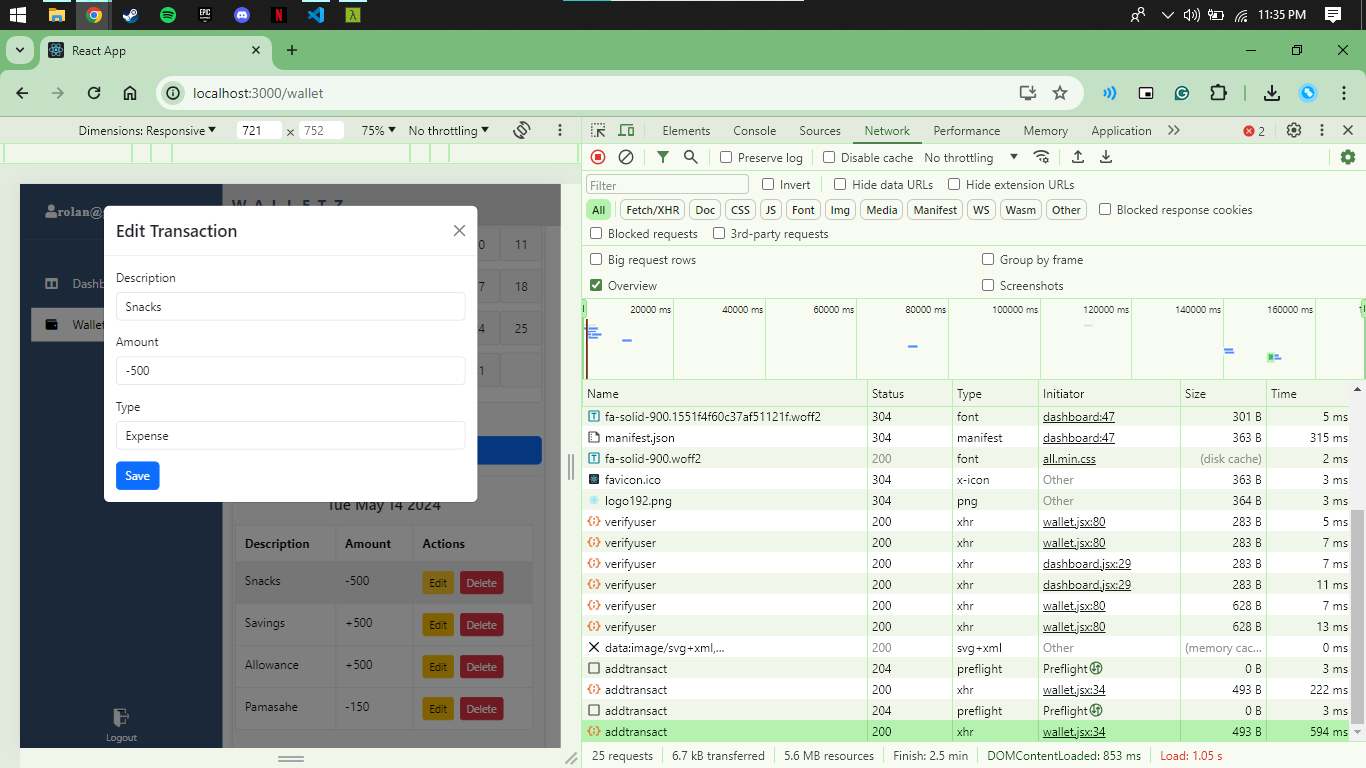 11:35 PM
React App
localhost:3000/wallet
Dimensions: Responsive 721 × 752 75% No throttling
Elements Console Sources Network Performance Memory Application 2
Preserve log Disable cache No throttling
Filter Invert Hide data URLs Hide extension URLs
All Fetch/XHR Doc CSS JS Font Img Media Manifest WS Wasm Other Blocked response cookies
Blocked requests 3rd-party requests
Big request rows Group by frame
Overview Screenshots
20000 ms 40000 ms 60000 ms 80000 ms 100000 ms 120000 ms 140000 ms 160000 ms
Name Status Type Initiator Size Time
fa-solid-900.1551f4f60c37af51121f.woff2 304 font dashboard:47 301 B 5 ms
manifest.json 304 manifest dashboard:47 363 B 315 ms
fa-solid-900.woff2 200 font all.min.css (disk cache) 2 ms
favicon.ico 304 x-icon Other 363 B 3 ms
logo192.png 304 png Other 364 B 3 ms
verifyuser 200 xhr wallet.jsx:80 283 B 5 ms
verifyuser 200 xhr wallet.jsx:80 283 B 7 ms
verifyuser 200 xhr dashboard.jsx:29 283 B 7 ms
verifyuser 200 xhr dashboard.jsx:29 283 B 11 ms
verifyuser 200 xhr wallet.jsx:80 628 B 7 ms
verifyuser 200 xhr wallet.jsx:80 628 B 13 ms
data:image/svg+xml,... 200 svg+xml Other (memory cac... 0 ms
addtransact 204 preflight Preflight 0 B 3 ms
addtransact 200 xhr wallet.jsx:34 493 B 222 ms
addtransact 204 preflight Preflight 0 B 3 ms
addtransact 200 xhr wallet.jsx:34 493 B 594 ms
25 requests 6.7 kB transferred 5.6 MB resources Finish: 2.5 min DOMContentLoaded: 853 ms Load: 1.05 s
WALLETZ
rolan@
Dashb
Wallet
Logout
Edit Transaction
Description
Snacks
Amount
-500
Type
Expense
Save
11
18
25
Tue May 14 2024
Description Amount Actions
Snacks -500 Edit Delete
Savings +500 Edit Delete
Allowance +500 Edit Delete
Pamasahe -150 Edit Delete